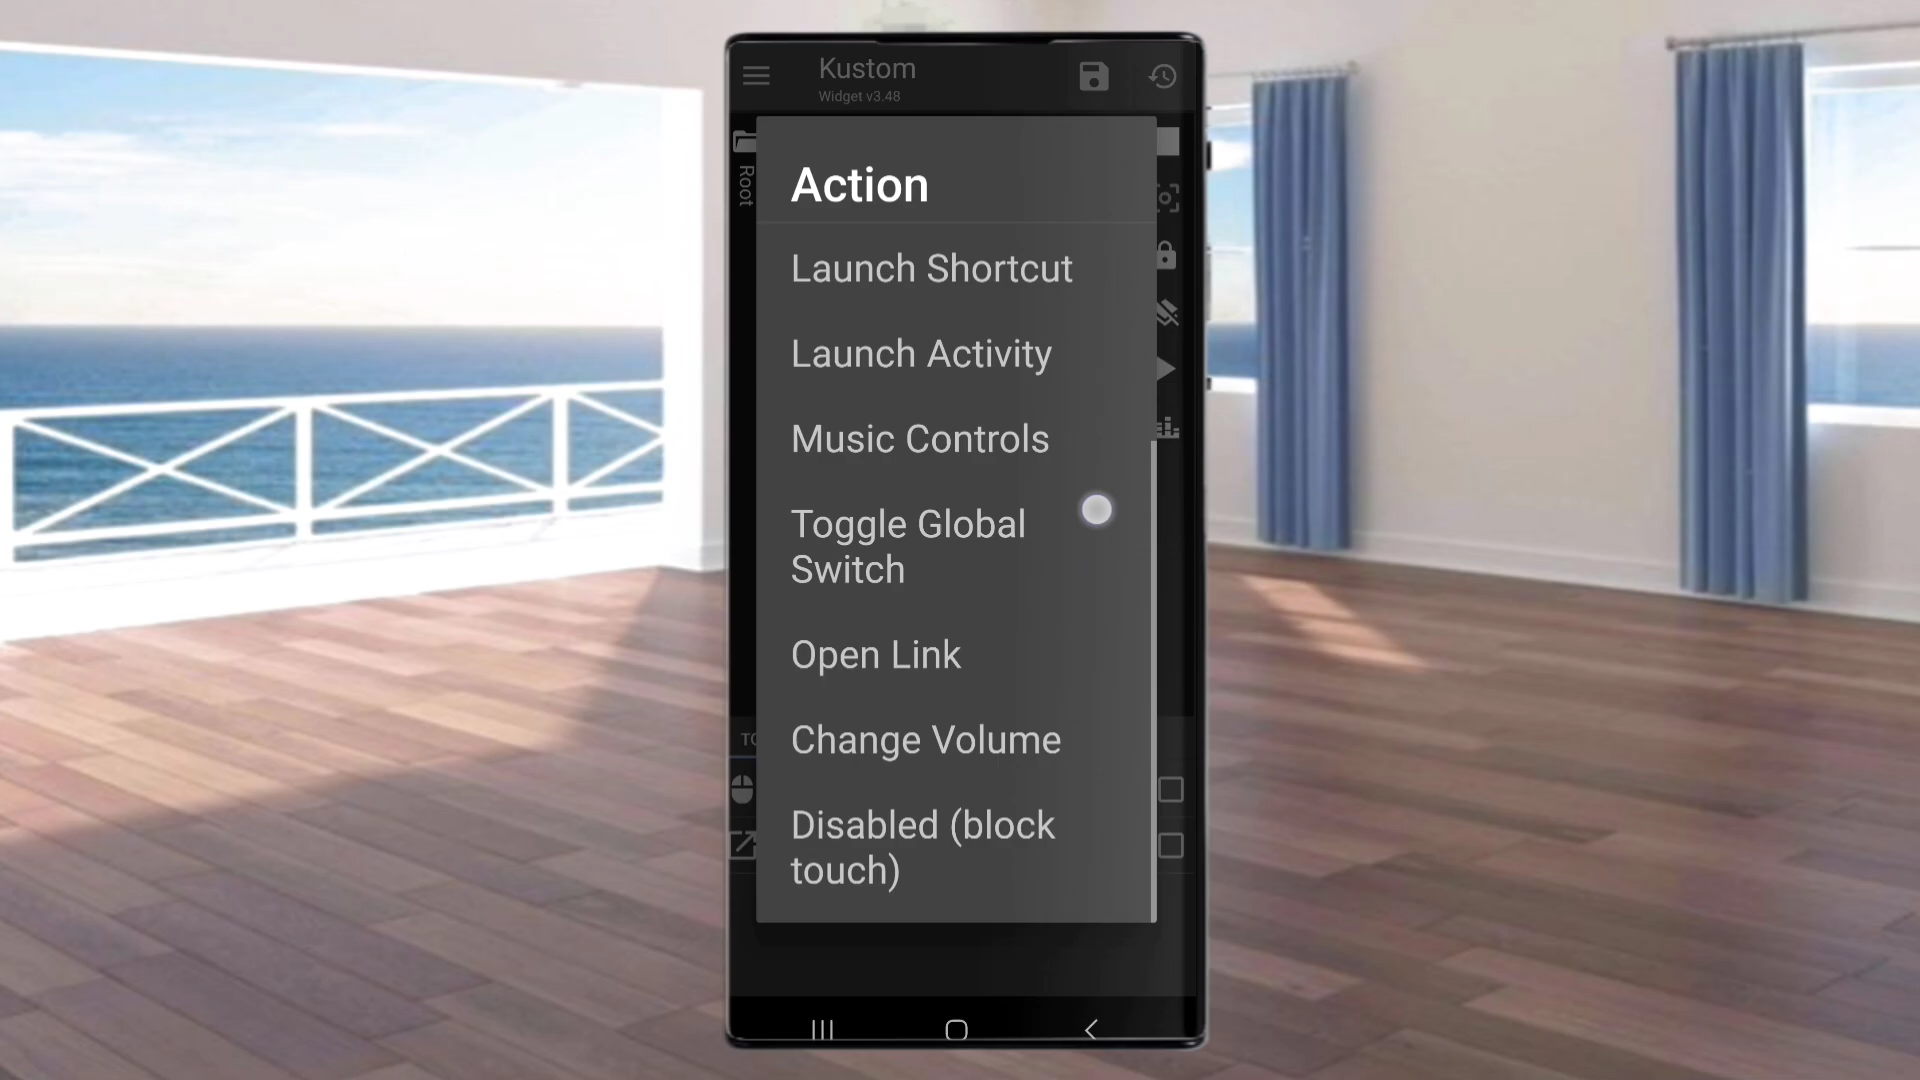 Kustom
Widget v3.48
Root
Action
Launch Shortcut
Launch Activity
Music Controls
Toggle Global
Switch
Open Link
Change Volume
Disabled (block
touch)